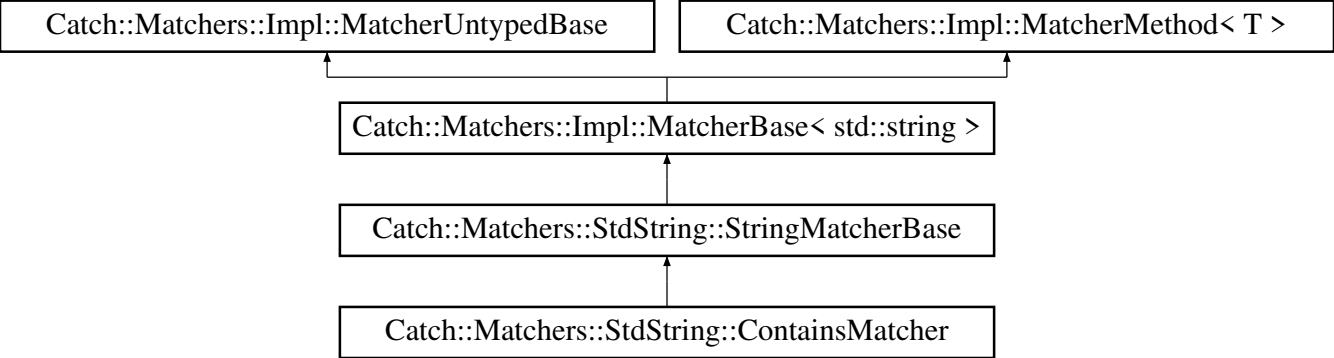 Catch::Matchers::Impl::MatcherUntypedBase
Catch::Matchers::Impl::MatcherMethod< T >
Catch::Matchers::Impl::MatcherBase< std::string >
Catch::Matchers::StdString::StringMatcherBase
Catch::Matchers::StdString::ContainsMatcher